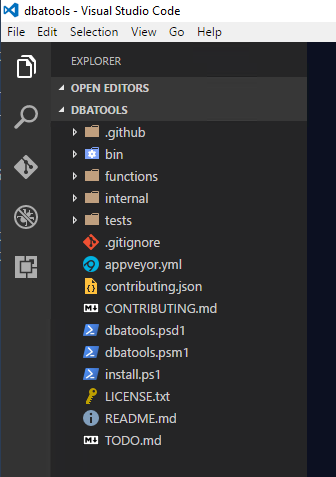 dbatools - Visual Studio Code
File Edit Selection View Go Help
EXPLORER
OPEN EDITORS
DBATOOLS
.github
bin
functions
internal
tests
.gitignore
appveyor.yml
contributing.json
CONTRIBUTING.md
dbatools.psd1
dbatools.psm1
install.ps1
LICENSE.txt
README.md
TODO.md